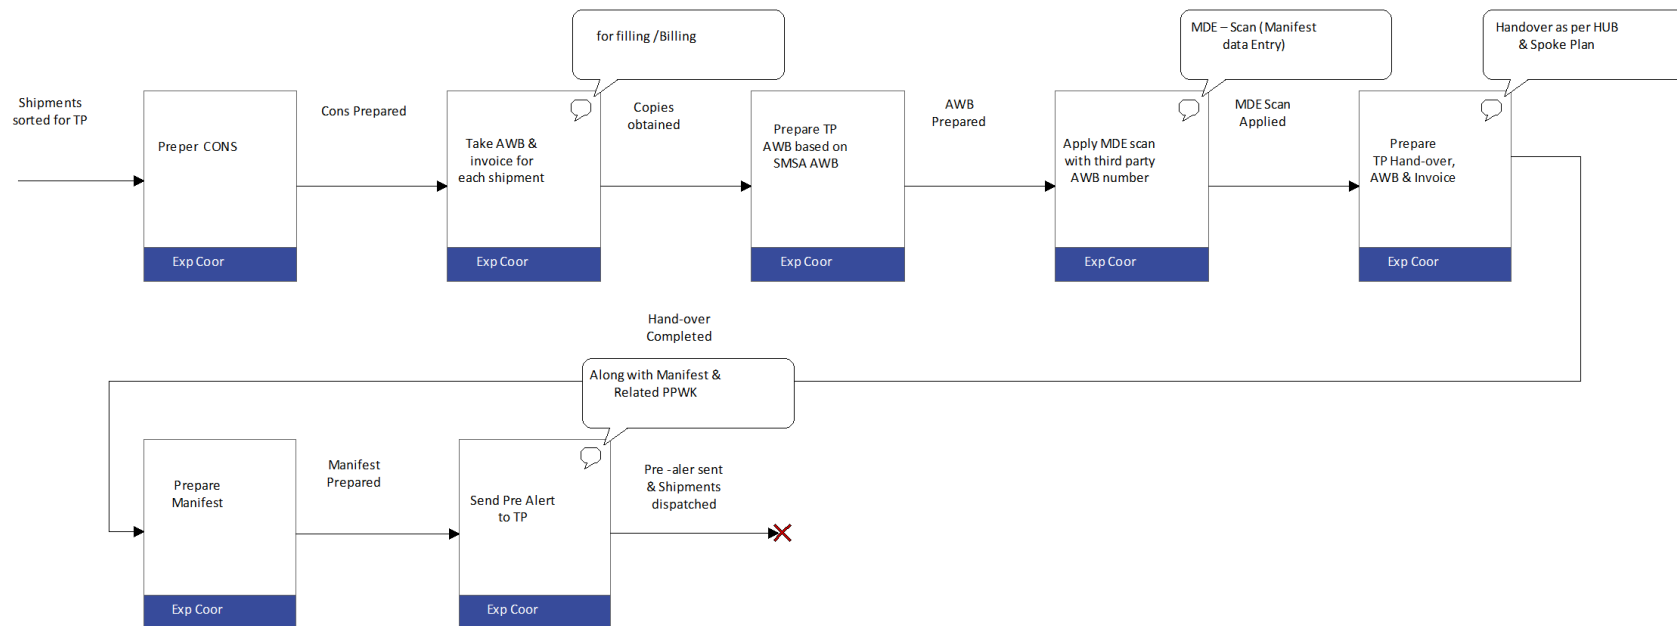 for filling /Billing
MDE – Scan (Manifest
data Entry)
Handover as per HUB
& Spoke Plan
Shipments
sorted for TP
Preper CONS
Exp Coor
Cons Prepared
Take AWB &
invoice for
each shipment
Exp Coor
Copies
obtained
Prepare TP
AWB based on
SMSA AWB
Exp Coor
AWB
Prepared
Apply MDE scan
with third party
AWB number
Exp Coor
MDE Scan
Applied
Prepare
TP Hand-over,
AWB & Invoice
Exp Coor
Hand-over
Completed
Along with Manifest &
Related PPWK
Prepare
Manifest
Exp Coor
Manifest
Prepared
Send Pre Alert
to TP
Exp Coor
Pre -aler sent
& Shipments
dispatched